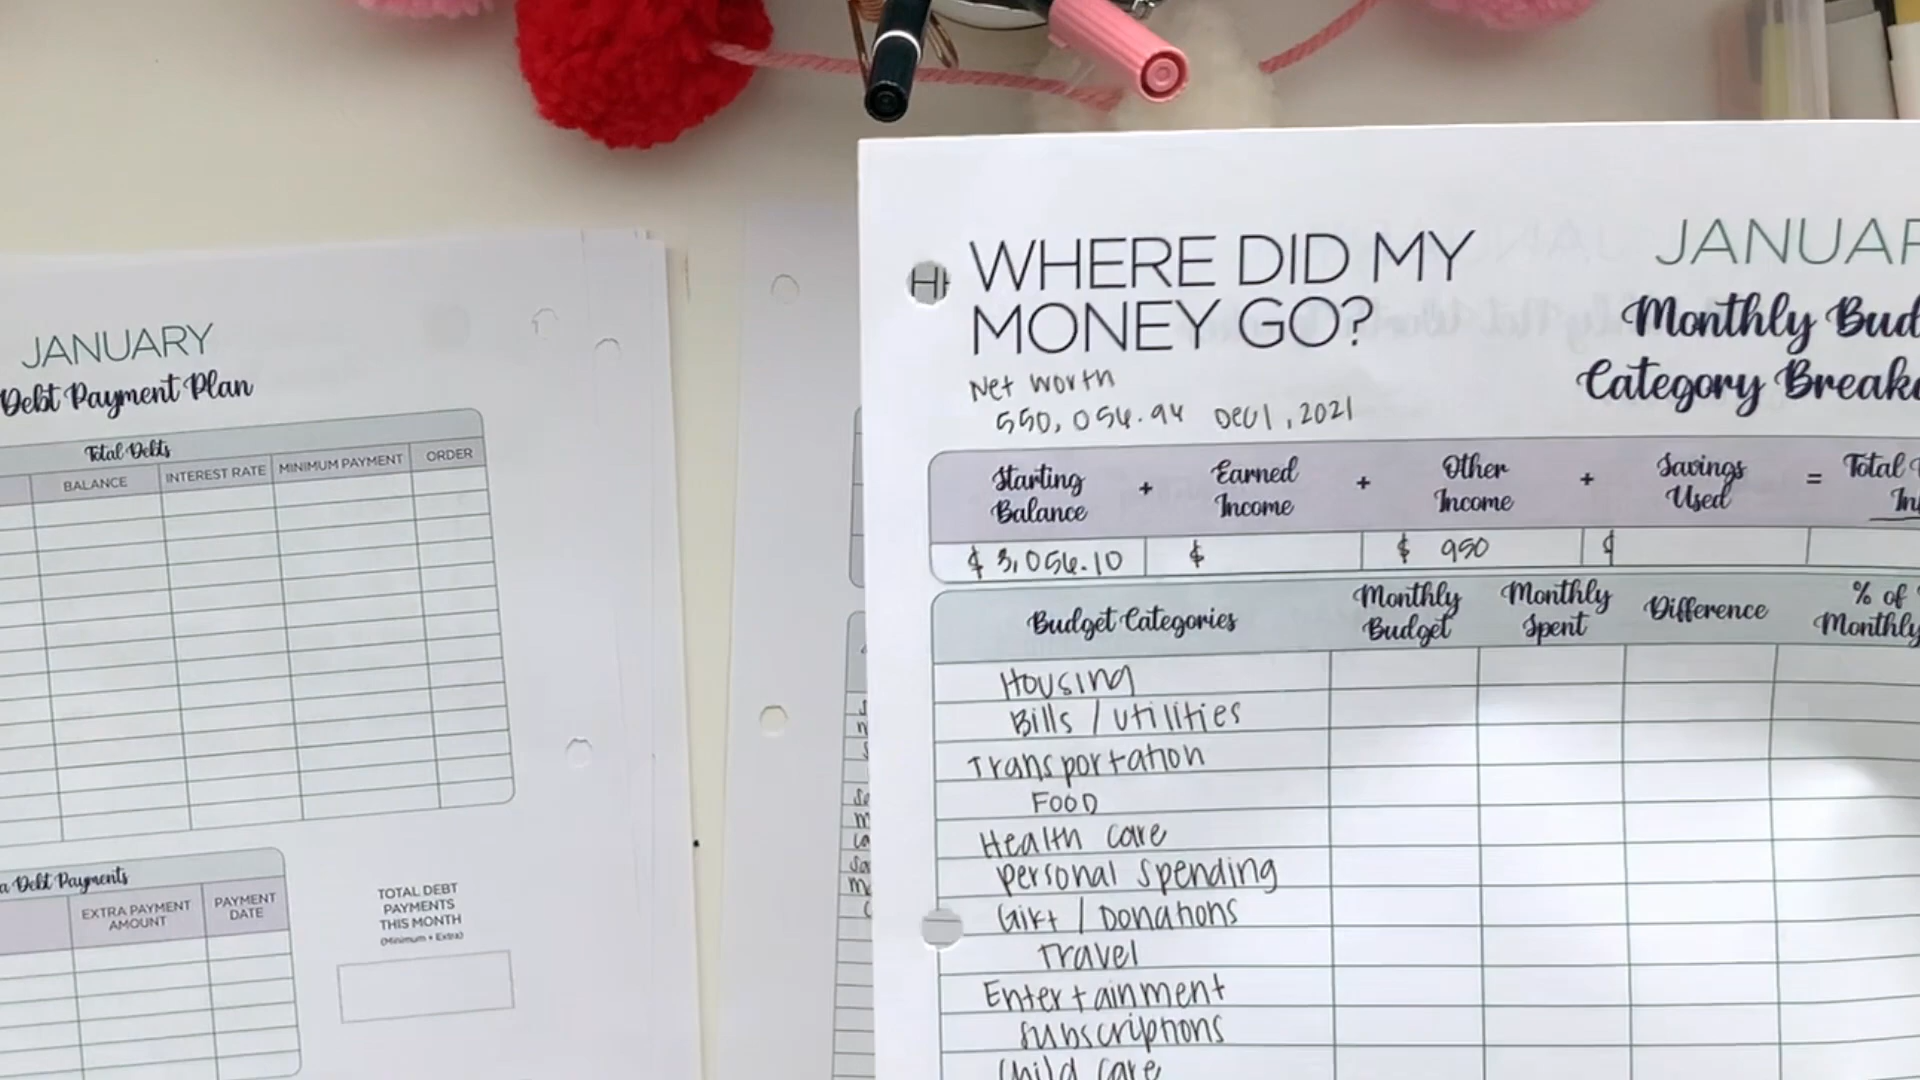 JANUARY
Debt Payment Plan
Total Debts
BALANCE INTEREST RATE MINIMUM PAYMENT ORDER
Debt Payments
EXTRA PAYMENT AMOUNT
PAYMENT DATE
TOTAL DEBT
PAYMENTS
THIS MONTH
(Minimum + Extra)
WHERE DID MY
MONEY GO?
Net Worth
550,056.94 Dec 1, 2021
Monthly
Category
Starting Balance + Earned Income + Other Income + Savings Used = Total
$ 3,056.10 $ $ 950 $
Budget Categories Monthly Budget Monthly Spent Difference % of Monthly
Housing
Bills / utilities
Transportation
FOOD
Health care
personal spending
Gift / Donations
Travel
Entertainment
subscriptions
Child care